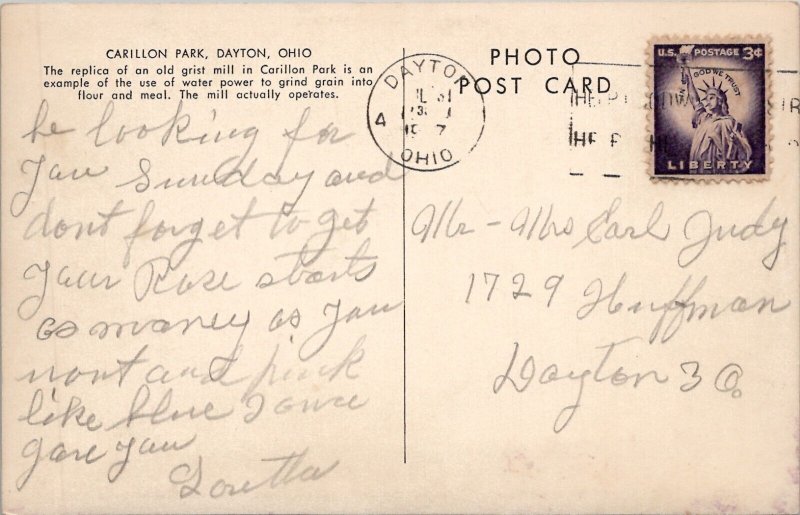 CARILLON PARK, DAYTON, OHIO
The replica of an old grist mill in Carillon Park is an
example of the use of water power to grind grain into
flour and meal. The mill actually operates.
be looking for
you Sunday and
dont forget to get
your Rose starts
as maney as you
wont and pink
like blue I once
gave you
Loretta
PHOTO
POST CARD
DAYTON
OHIO
4
U.S. POSTAGE 3¢
IN GOD WE TRUST
LIBERTY
Mr - Mrs Earl Judy
1729 Huffman
Dayton 3 O.